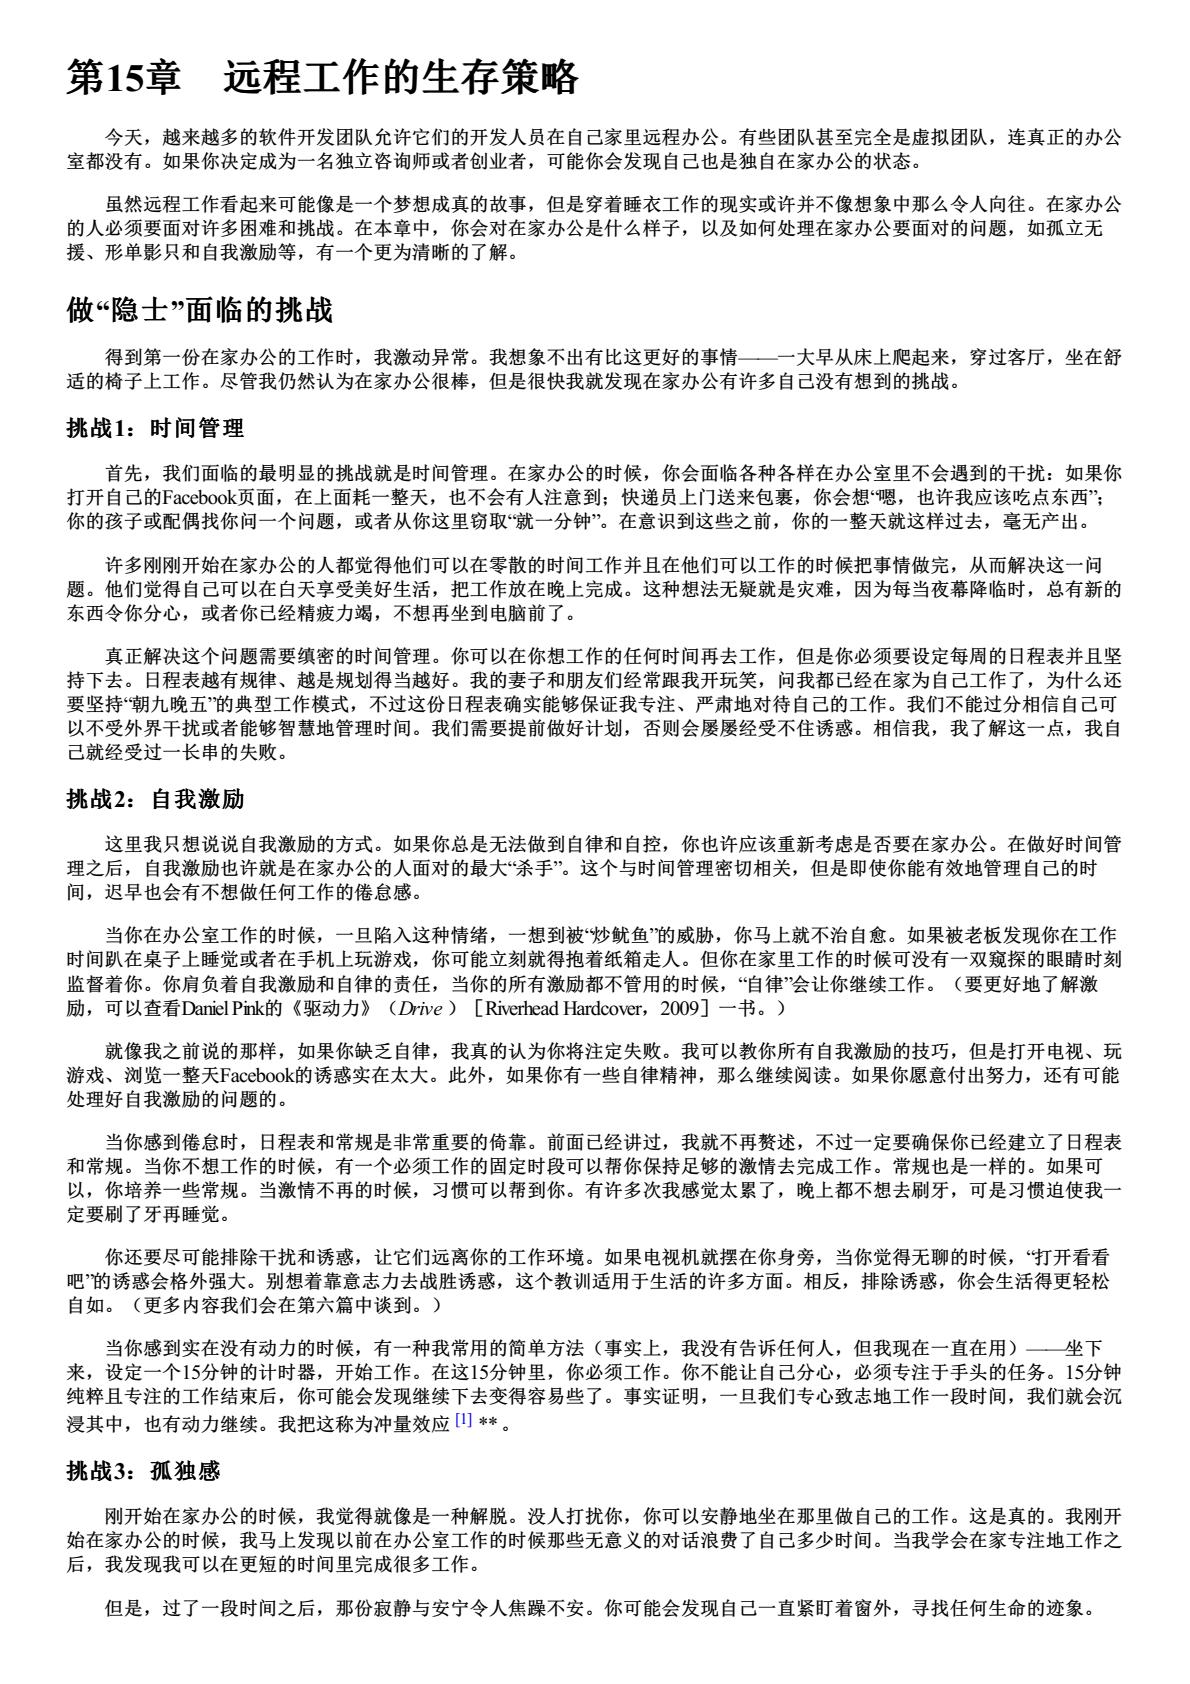 第15章　远程工作的生存策略
今天，越来越多的软件开发团队允许它们的开发人员在自己家里远程办公。有些团队甚至完全是虚拟团队，连真正的办公
室都没有。如果你决定成为一名独立咨询师或者创业者，可能你会发现自己也是独自在家办公的状态。
虽然远程工作看起来可能像是一个梦想成真的故事，但是穿着睡衣工作的现实或许并不像想象中那么令人向往。在家办公
的人必须要面对许多困难和挑战。在本章中，你会对在家办公是什么样子，以及如何处理在家办公要面对的问题，如孤立无
援、形单影只和自我激励等，有一个更为清晰的了解。
做“隐士”面临的挑战
得到第一份在家办公的工作时，我激动异常。我想象不出有比这更好的事情——一大早从床上爬起来，穿过客厅，坐在舒
适的椅子上工作。尽管我仍然认为在家办公很棒，但是很快我就发现在家办公有许多自己没有想到的挑战。
挑战1：时间管理
首先，我们面临的最明显的挑战就是时间管理。在家办公的时候，你会面临各种各样在办公室里不会遇到的干扰：如果你
打开自己的Facebook页面，在上面耗一整天，也不会有人注意到；快递员上门送来包裹，你会想“嗯，也许我应该吃点东西”；
你的孩子或配偶找你问一个问题，或者从你这里窃取“就一分钟”。在意识到这些之前，你的一整天就这样过去，毫无产出。
许多刚刚开始在家办公的人都觉得他们可以在零散的时间工作并且在他们可以工作的时候把事情做完，从而解决这一问
题。他们觉得自己可以在白天享受美好生活，把工作放在晚上完成。这种想法无疑就是灾难，因为每当夜幕降临时，总有新的
东西令你分心，或者你已经精疲力竭，不想再坐到电脑前了。
真正解决这个问题需要缜密的时间管理。你可以在你想工作的任何时间再去工作，但是你必须要设定每周的日程表并且坚
持下去。日程表越有规律、越是规划得当越好。我的妻子和朋友们经常跟我开玩笑，问我都已经在家为自己工作了，为什么还
要坚持“朝九晚五”的典型工作模式，不过这份日程表确实能够保证我专注、严肃地对待自己的工作。我们不能过分相信自己可
以不受外界干扰或者能够智慧地管理时间。我们需要提前做好计划，否则会屡屡经受不住诱惑。相信我，我了解这一点，我自
己就经受过一长串的失败。
挑战2：自我激励
这里我只想说说自我激励的方式。如果你总是无法做到自律和自控，你也许应该重新考虑是否要在家办公。在做好时间管
理之后，自我激励也许就是在家办公的人面对的最大“杀手”。这个与时间管理密切相关，但是即使你能有效地管理自己的时
间，迟早也会有不想做任何工作的倦怠感。
当你在办公室工作的时候，一旦陷入这种情绪，一想到被“炒鱿鱼”的威胁，你马上就不治自愈。如果被老板发现你在工作
时间趴在桌子上睡觉或者在手机上玩游戏，你可能立刻就得抱着纸箱走人。但你在家里工作的时候可没有一双窥探的眼睛时刻
监督着你。你肩负着自我激励和自律的责任，当你的所有激励都不管用的时候，“自律”会让你继续工作。（要更好地了解激
励，可以查看Daniel Pink的《驱动力》（Drive ）［Riverhead Hardcover，2009］一书。）
就像我之前说的那样，如果你缺乏自律，我真的认为你将注定失败。我可以教你所有自我激励的技巧，但是打开电视、玩
游戏、浏览一整天Facebook的诱惑实在太大。此外，如果你有一些自律精神，那么继续阅读。如果你愿意付出努力，还有可能
处理好自我激励的问题的。
当你感到倦怠时，日程表和常规是非常重要的倚靠。前面已经讲过，我就不再赘述，不过一定要确保你已经建立了日程表
和常规。当你不想工作的时候，有一个必须工作的固定时段可以帮你保持足够的激情去完成工作。常规也是一样的。如果可
以，你培养一些常规。当激情不再的时候，习惯可以帮到你。有许多次我感觉太累了，晚上都不想去刷牙，可是习惯迫使我一
定要刷了牙再睡觉。
你还要尽可能排除干扰和诱惑，让它们远离你的工作环境。如果电视机就摆在你身旁，当你觉得无聊的时候，“打开看看
吧”的诱惑会格外强大。别想着靠意志力去战胜诱惑，这个教训适用于生活的许多方面。相反，排除诱惑，你会生活得更轻松
自如。（更多内容我们会在第六篇中谈到。）
当你感到实在没有动力的时候，有一种我常用的简单方法（事实上，我没有告诉任何人，但我现在一直在用）——坐下
来，设定一个15分钟的计时器，开始工作。在这15分钟里，你必须工作。你不能让自己分心，必须专注于手头的任务。15分钟
纯粹且专注的工作结束后，你可能会发现继续下去变得容易些了。事实证明，一旦我们专心致志地工作一段时间，我们就会沉
浸其中，也有动力继续。我把这称为冲量效应 [1] ** 。
挑战3：孤独感
刚开始在家办公的时候，我觉得就像是一种解脱。没人打扰你，你可以安静地坐在那里做自己的工作。这是真的。我刚开
始在家办公的时候，我马上发现以前在办公室工作的时候那些无意义的对话浪费了自己多少时间。当我学会在家专注地工作之
后，我发现我可以在更短的时间里完成很多工作。
但是，过了一段时间之后，那份寂静与安宁令人焦躁不安。你可能会发现自己一直紧盯着窗外，寻找任何生命的迹象。